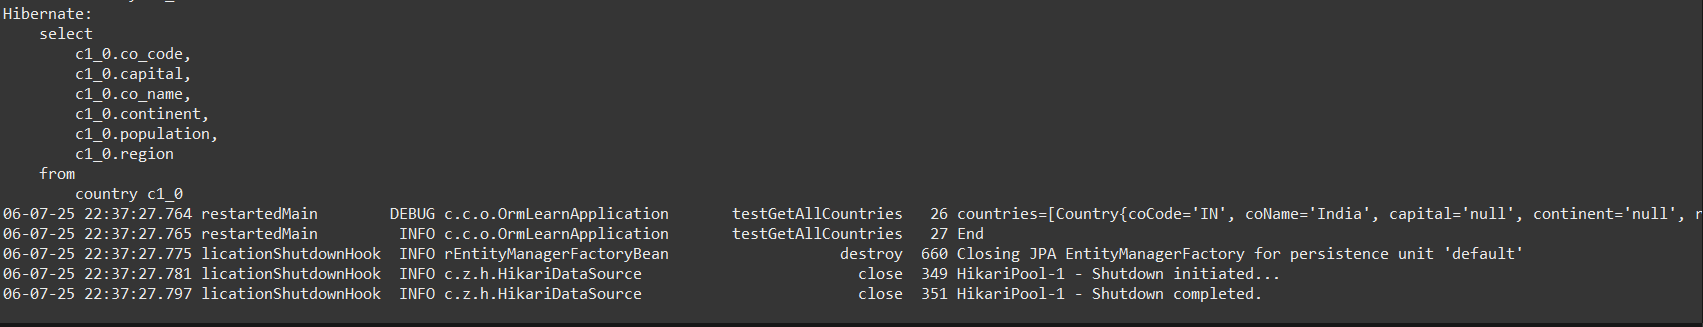 Hibernate:
    select
        c1_0.co_code,
        c1_0.capital,
        c1_0.co_name,
        c1_0.continent,
        c1_0.population,
        c1_0.region
    from
        country c1_0
06-07-25 22:37:27.764 restartedMain        DEBUG c.c.o.OrmLearnApplication       testGetAllCountries   26 countries=[Country{coCode='IN', coName='India', capital='null', continent='null',
06-07-25 22:37:27.765 restartedMain         INFO c.c.o.OrmLearnApplication       testGetAllCountries   27 End
06-07-25 22:37:27.775 licationShutdownHook  INFO rEntityManagerFactoryBean                   destroy  660 Closing JPA EntityManagerFactory for persistence unit 'default'
06-07-25 22:37:27.781 licationShutdownHook  INFO c.z.h.HikariDataSource                        close  349 HikariPool-1 - Shutdown initiated...
06-07-25 22:37:27.797 licationShutdownHook  INFO c.z.h.HikariDataSource                        close  351 HikariPool-1 - Shutdown completed.